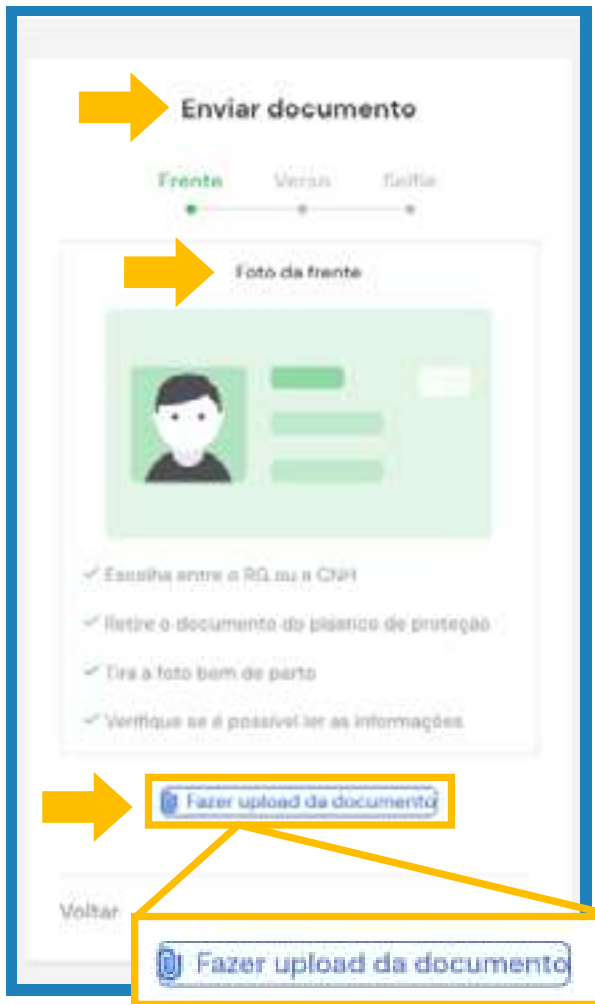 Enviar documento
Frente Verso Selfie
Foto da frente
Escolha entre o RG ou a CNH
Retire o documento do plástico de proteção
Tira a foto bem de perto
Verifique se é possível ler as informações
Fazer upload da documento
Voltar
Fazer upload da documento